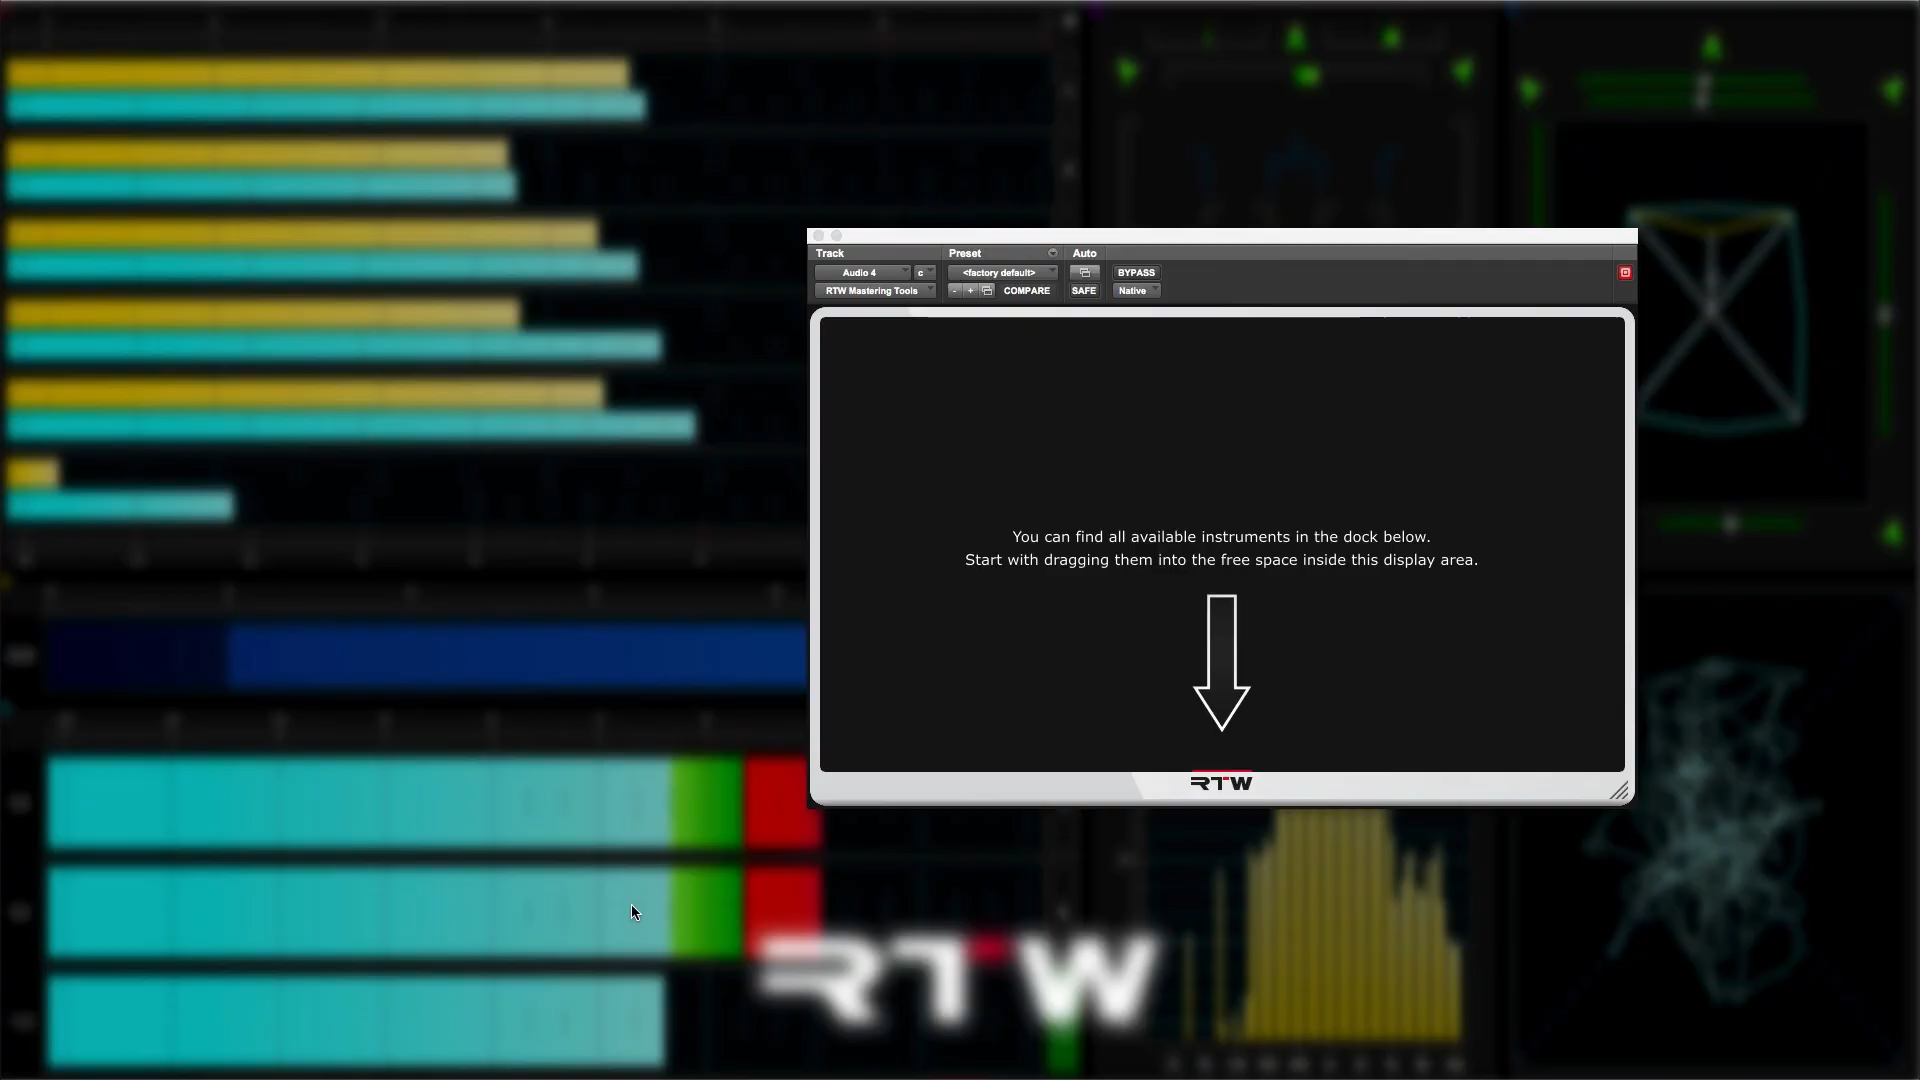 Track
Preset
Auto
Audio 4
c
<factory default>
BYPASS
RTW Mastering Tools
- +
COMPARE
SAFE
Native
You can find all available instruments in the dock below.
Start with dragging them into the free space inside this display area.
RTW
RTW